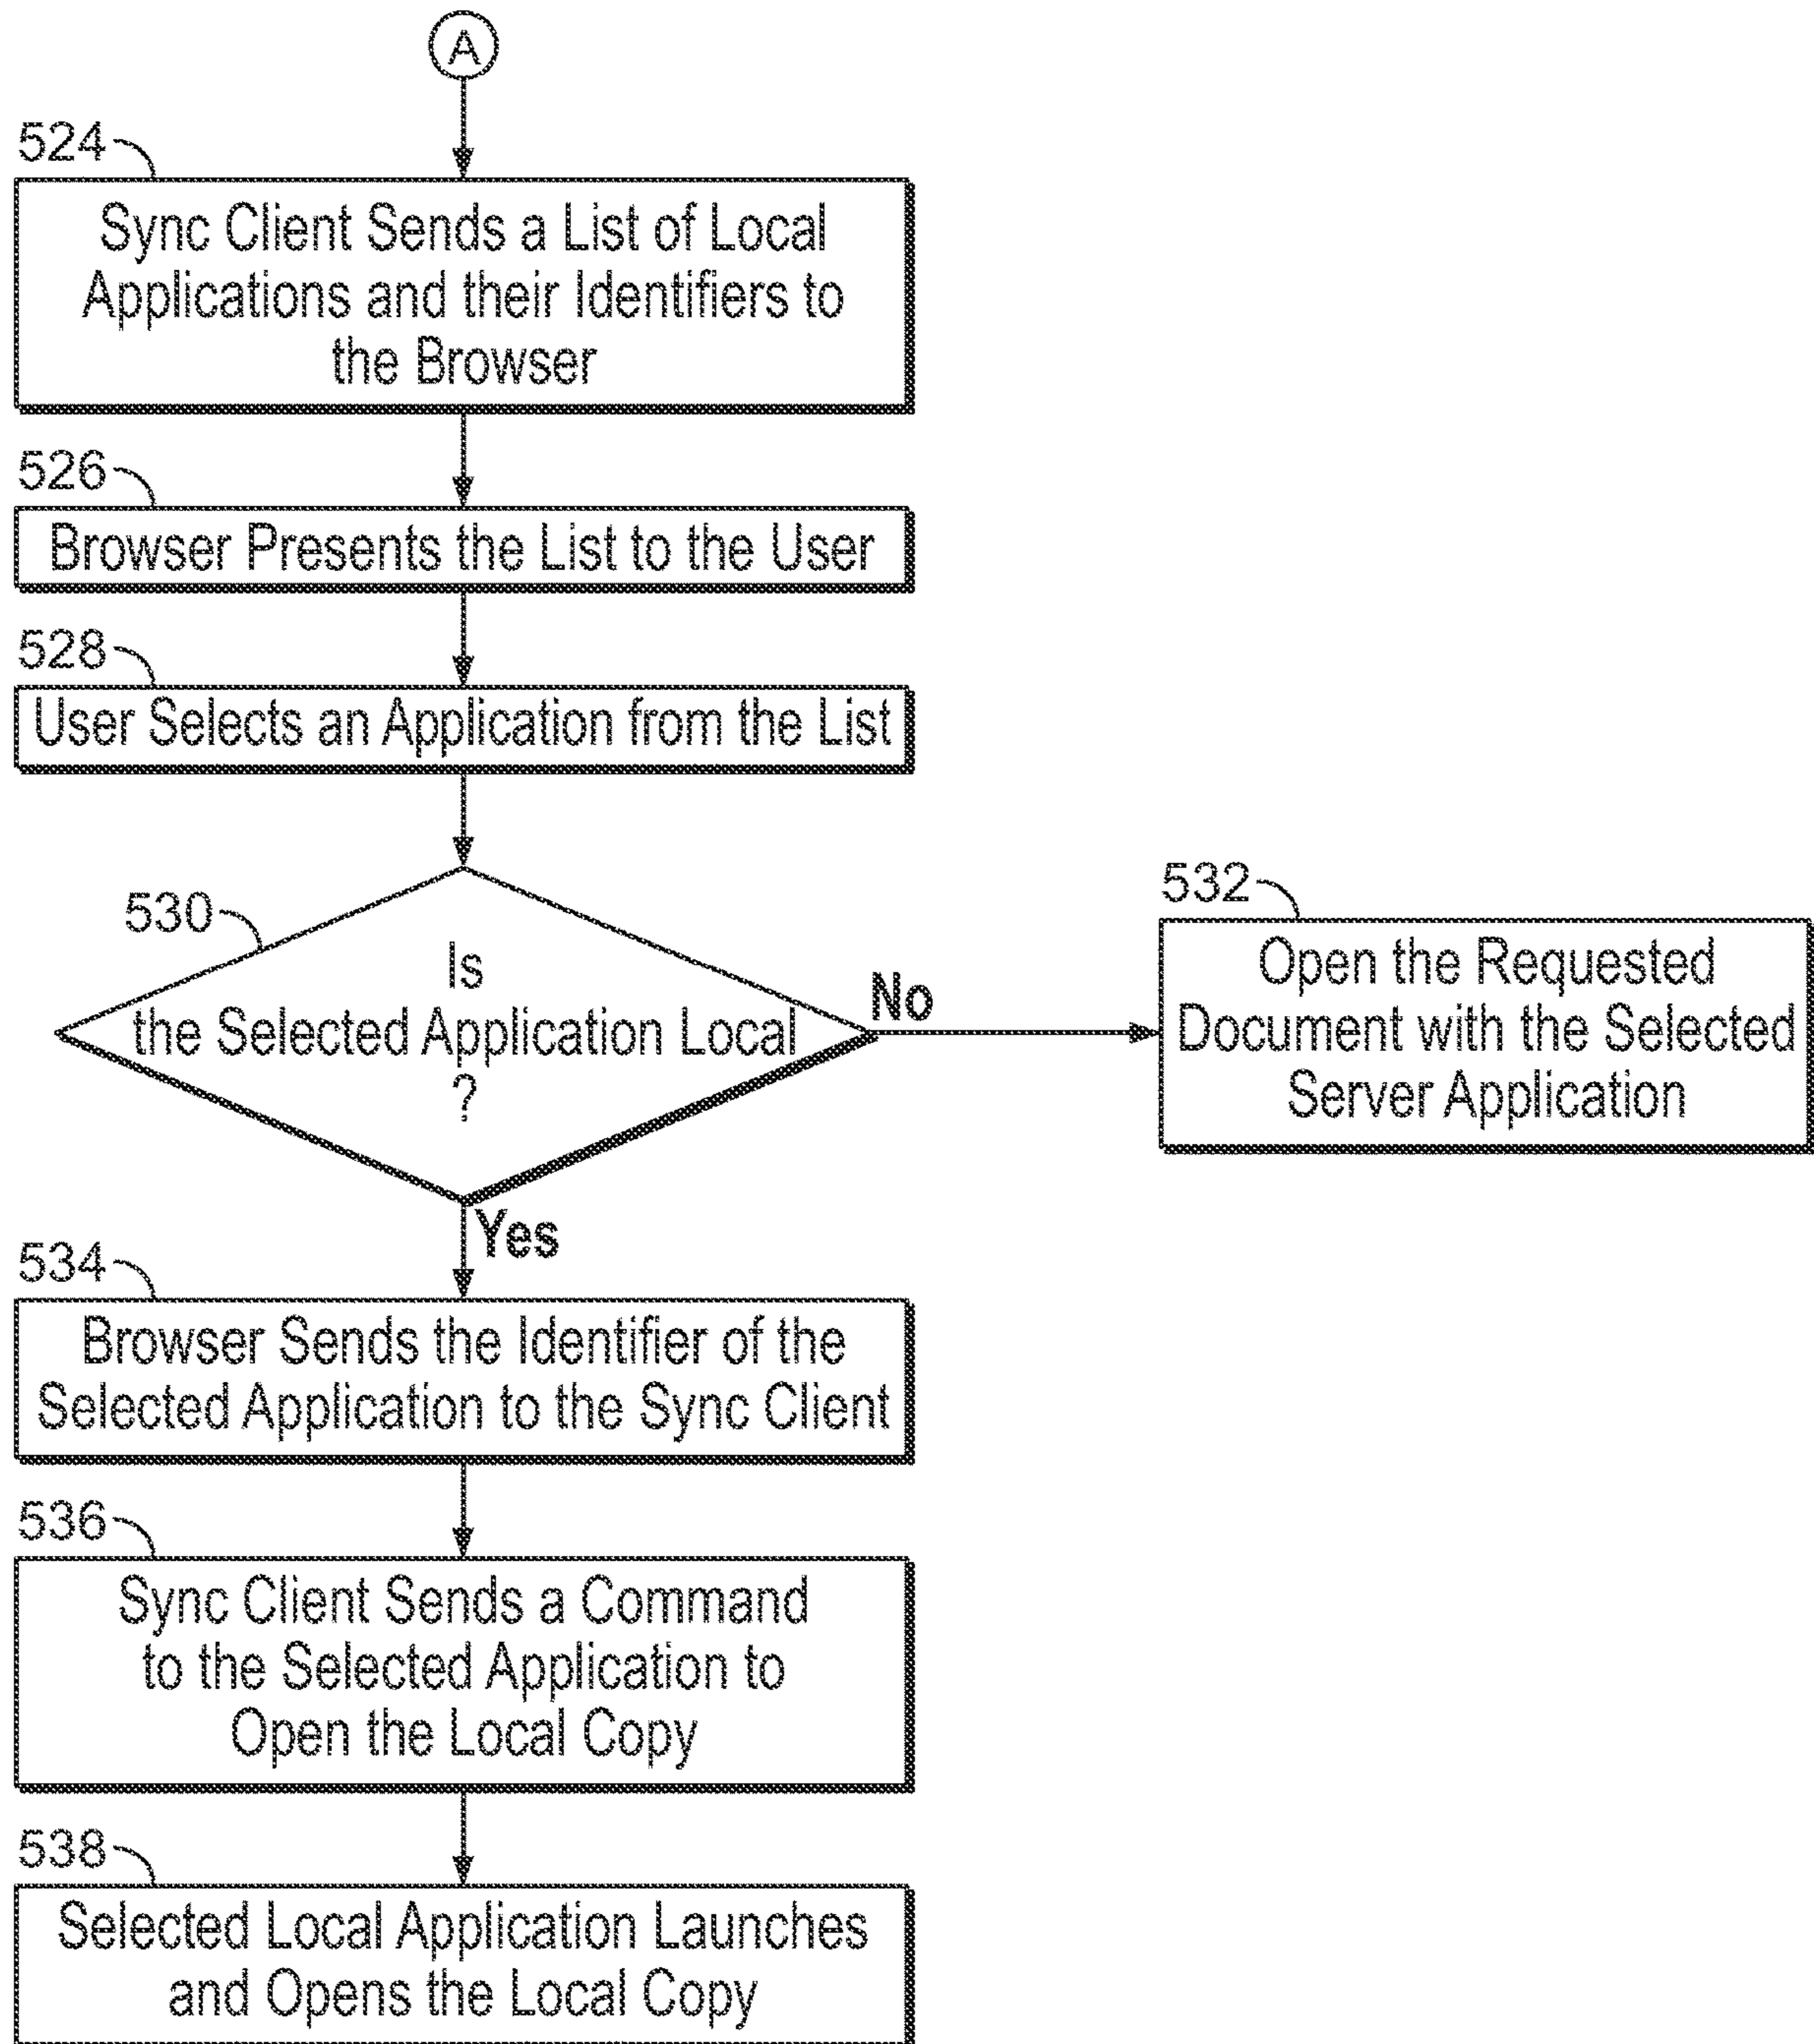 A
524
Sync Client Sends a List of Local
Applications and their Identifiers to
the Browser
526
Browser Presents the List to the User
528
User Selects an Application from the List
530
Is
the Selected Application Local
?
No
532
Open the Requested
Document with the Selected
Server Application
Yes
534
Browser Sends the Identifier of the
Selected Application to the Sync Client
536
Sync Client Sends a Command
to the Selected Application to
Open the Local Copy
538
Selected Local Application Launches
and Opens the Local Copy